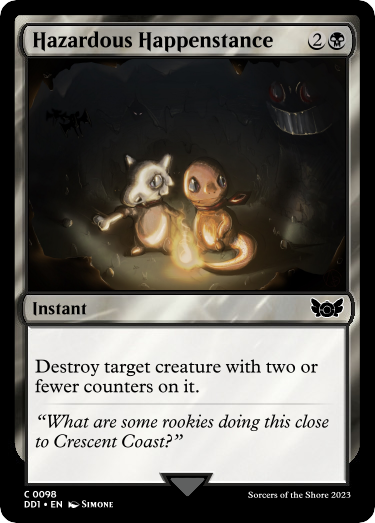 Hazardous Happenstance 2
Instant
Destroy target creature with two or
fewer counters on it.
“What are some rookies doing this close
to Crescent Coast?”
C 0098
DD1 • EN Simone
Sorcers of the Shore 2023